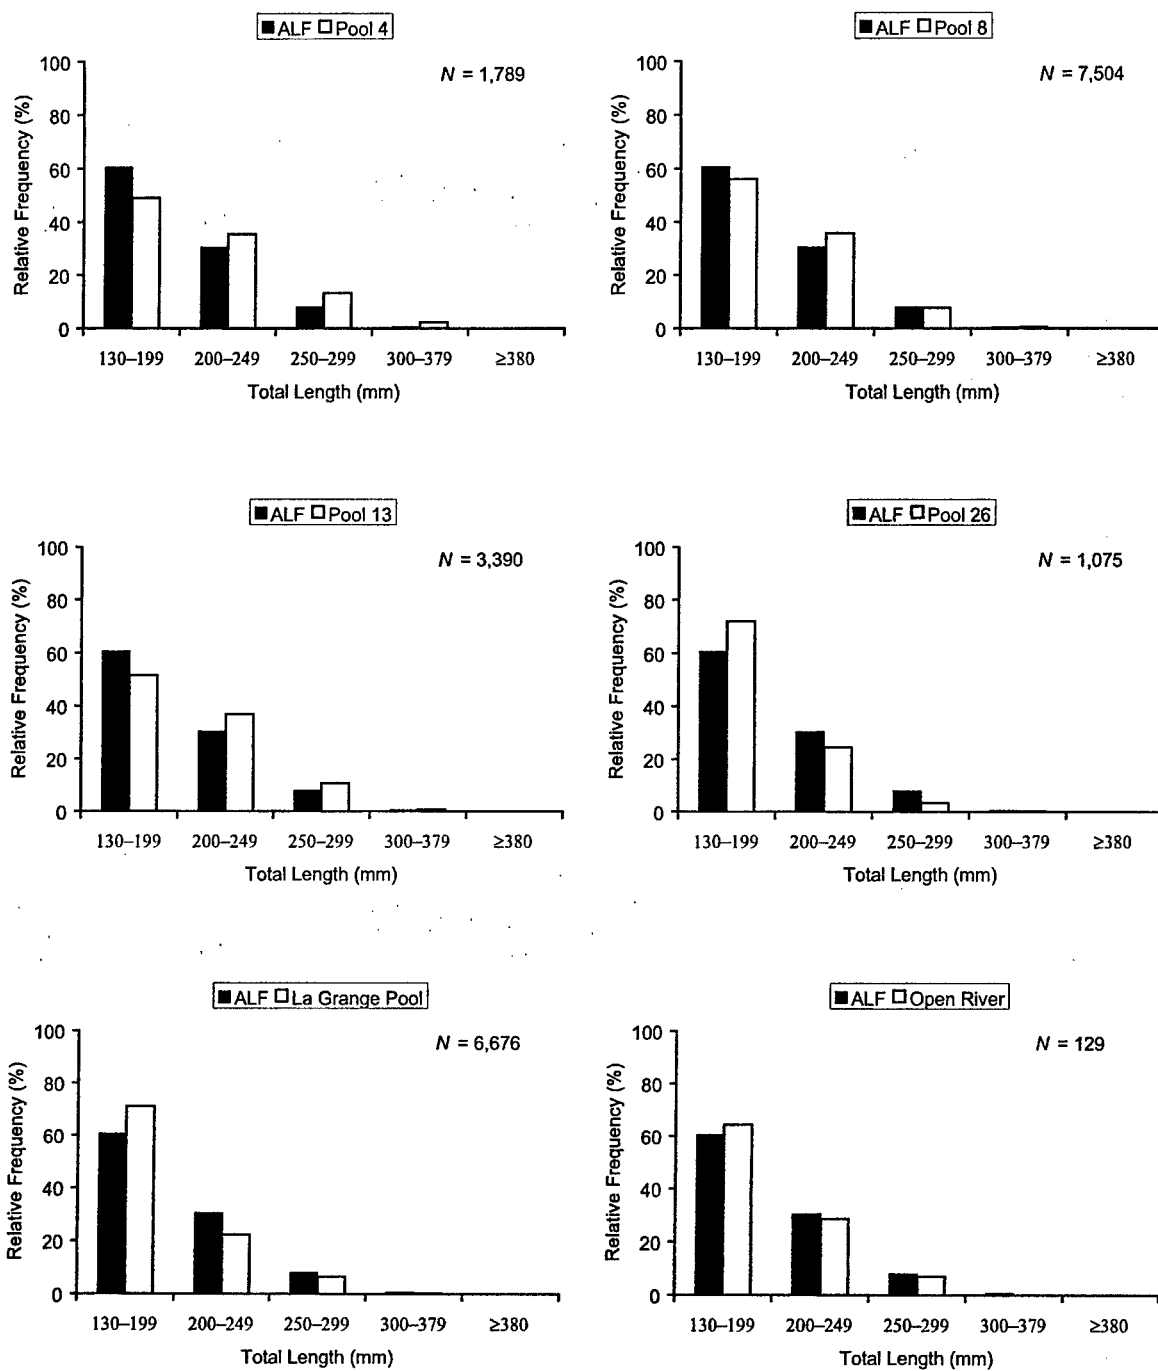 ALF Pool 4
N = 1,789
Relative Frequency (%)
100
80
60
40
20
0
130–199 200–249 250–299 300–379 ≥380
Total Length (mm)
ALF Pool 8
N = 7,504
Relative Frequency (%)
100
80
60
40
20
0
130–199 200–249 250–299 300–379 ≥380
Total Length (mm)
ALF Pool 13
N = 3,390
Relative Frequency (%)
100
80
60
40
20
0
130–199 200–249 250–299 300–379 ≥380
Total Length (mm)
ALF Pool 26
N = 1,075
Relative Frequency (%)
100
80
60
40
20
0
130–199 200–249 250–299 300–379 ≥380
Total Length (mm)
ALF La Grange Pool
N = 6,676
Relative Frequency (%)
100
80
60
40
20
0
130–199 200–249 250–299 300–379 ≥380
Total Length (mm)
ALF Open River
N = 129
Relative Frequency (%)
100
80
60
40
20
0
130–199 200–249 250–299 300–379 ≥380
Total Length (mm)